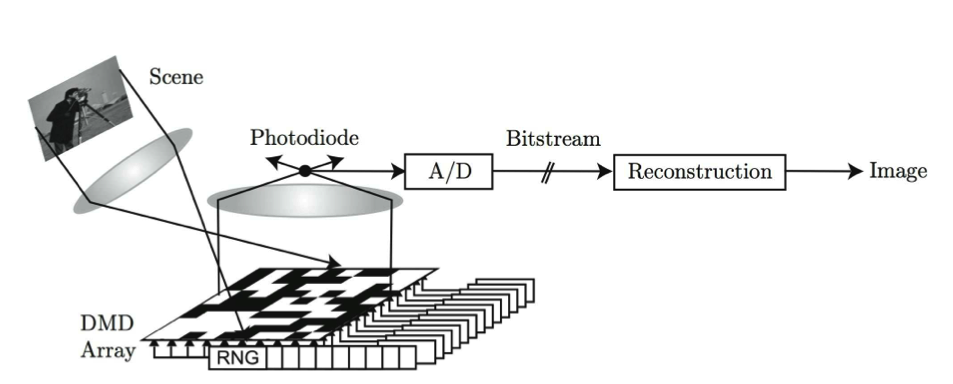 Scene
Photodiode
Bitstream
A/D
Reconstruction
Image
DMD
Array
RNG